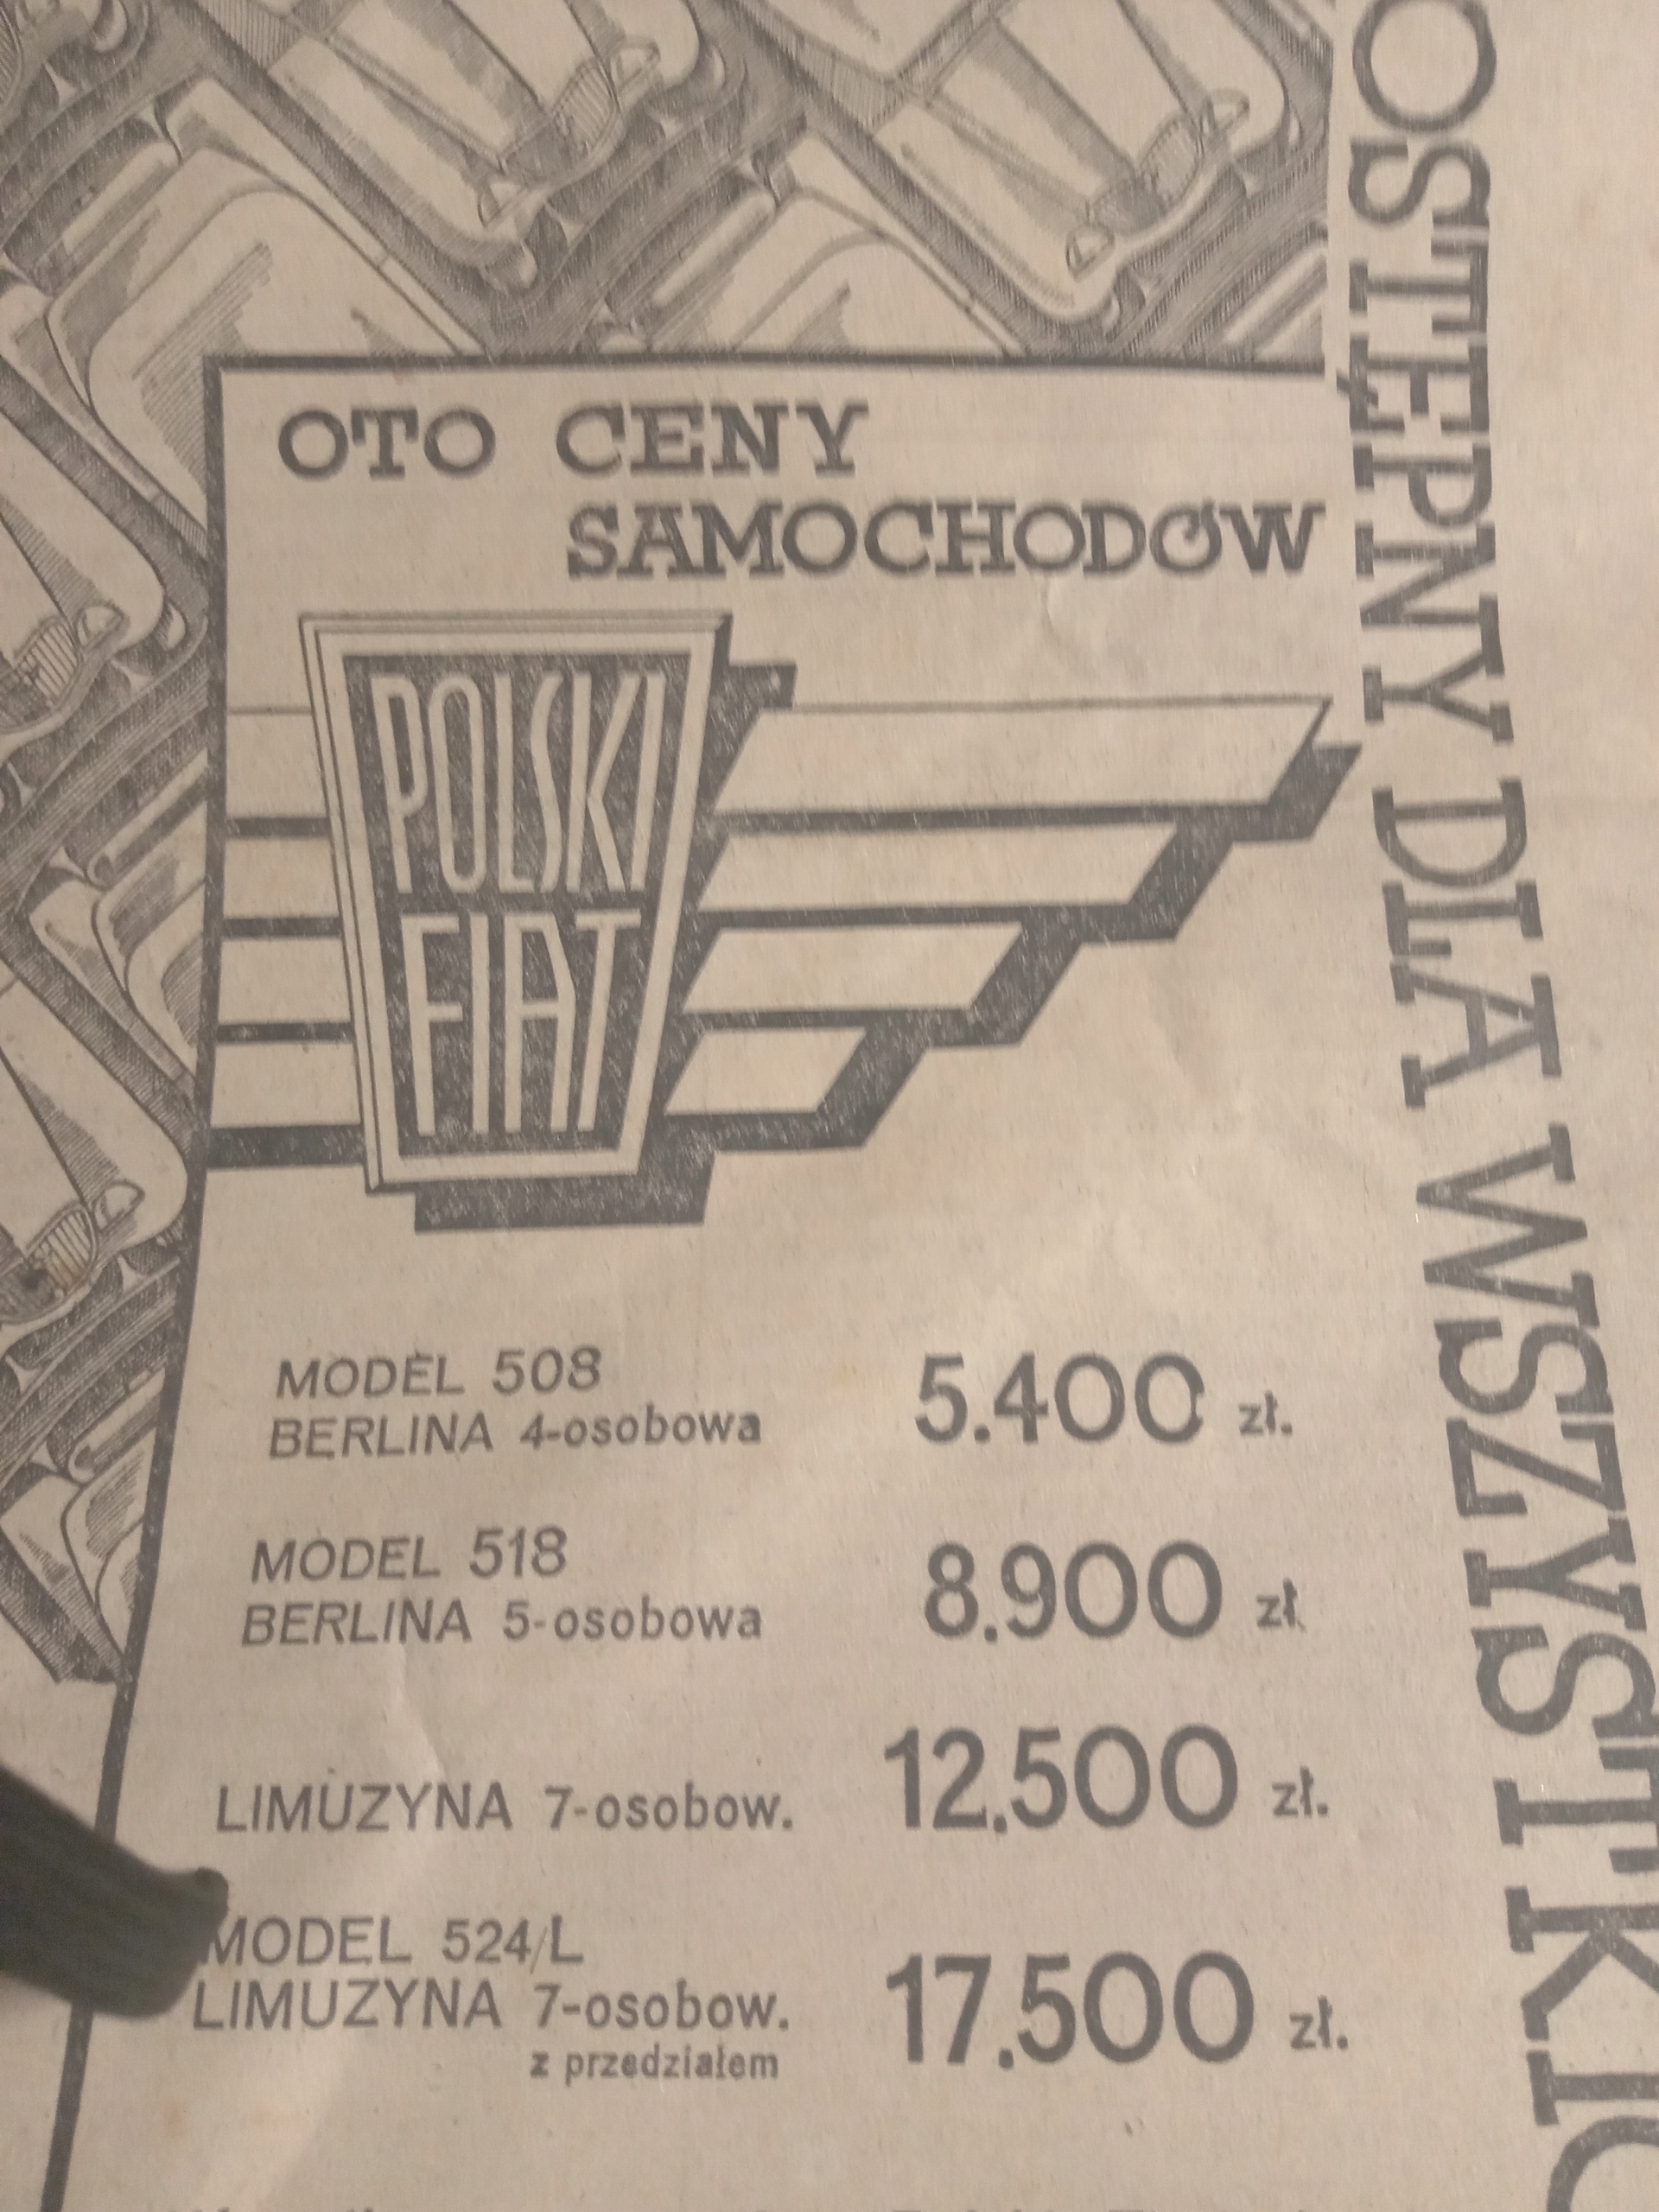 OTO CENY
SAMOCHODÓW
POLSKI
FIAT
MODEL 508
BERLINA 4-osobowa 5.400 zł.
MODEL 518
BERLINA 5-osobowa 8.900 zł.
LIMUZYNA 7-osobow. 12.500 zł.
MODEL 524/L
LIMUZYNA 7-osobow. 17.500 zł.
z przedziałem
OSTĘPNY DLA WSZYSTKIC